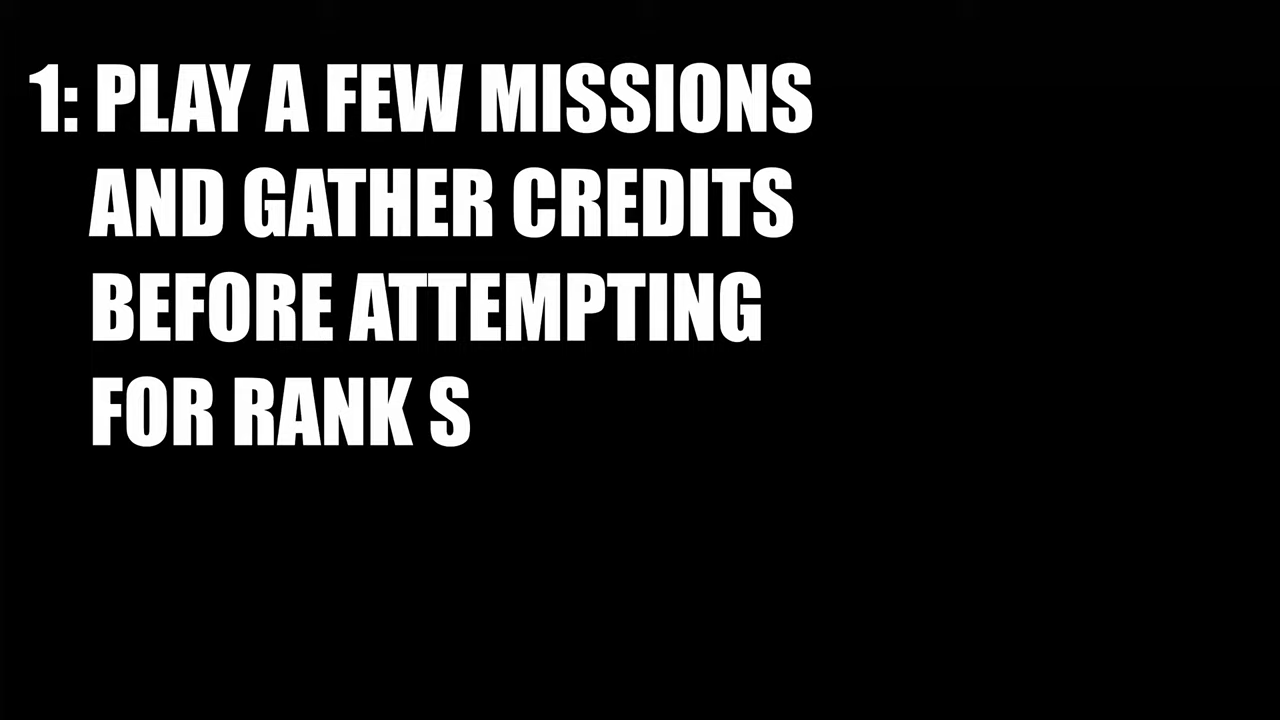 1: PLAY A FEW MISSIONS
AND GATHER CREDITS
BEFORE ATTEMPTING
FOR RANK S